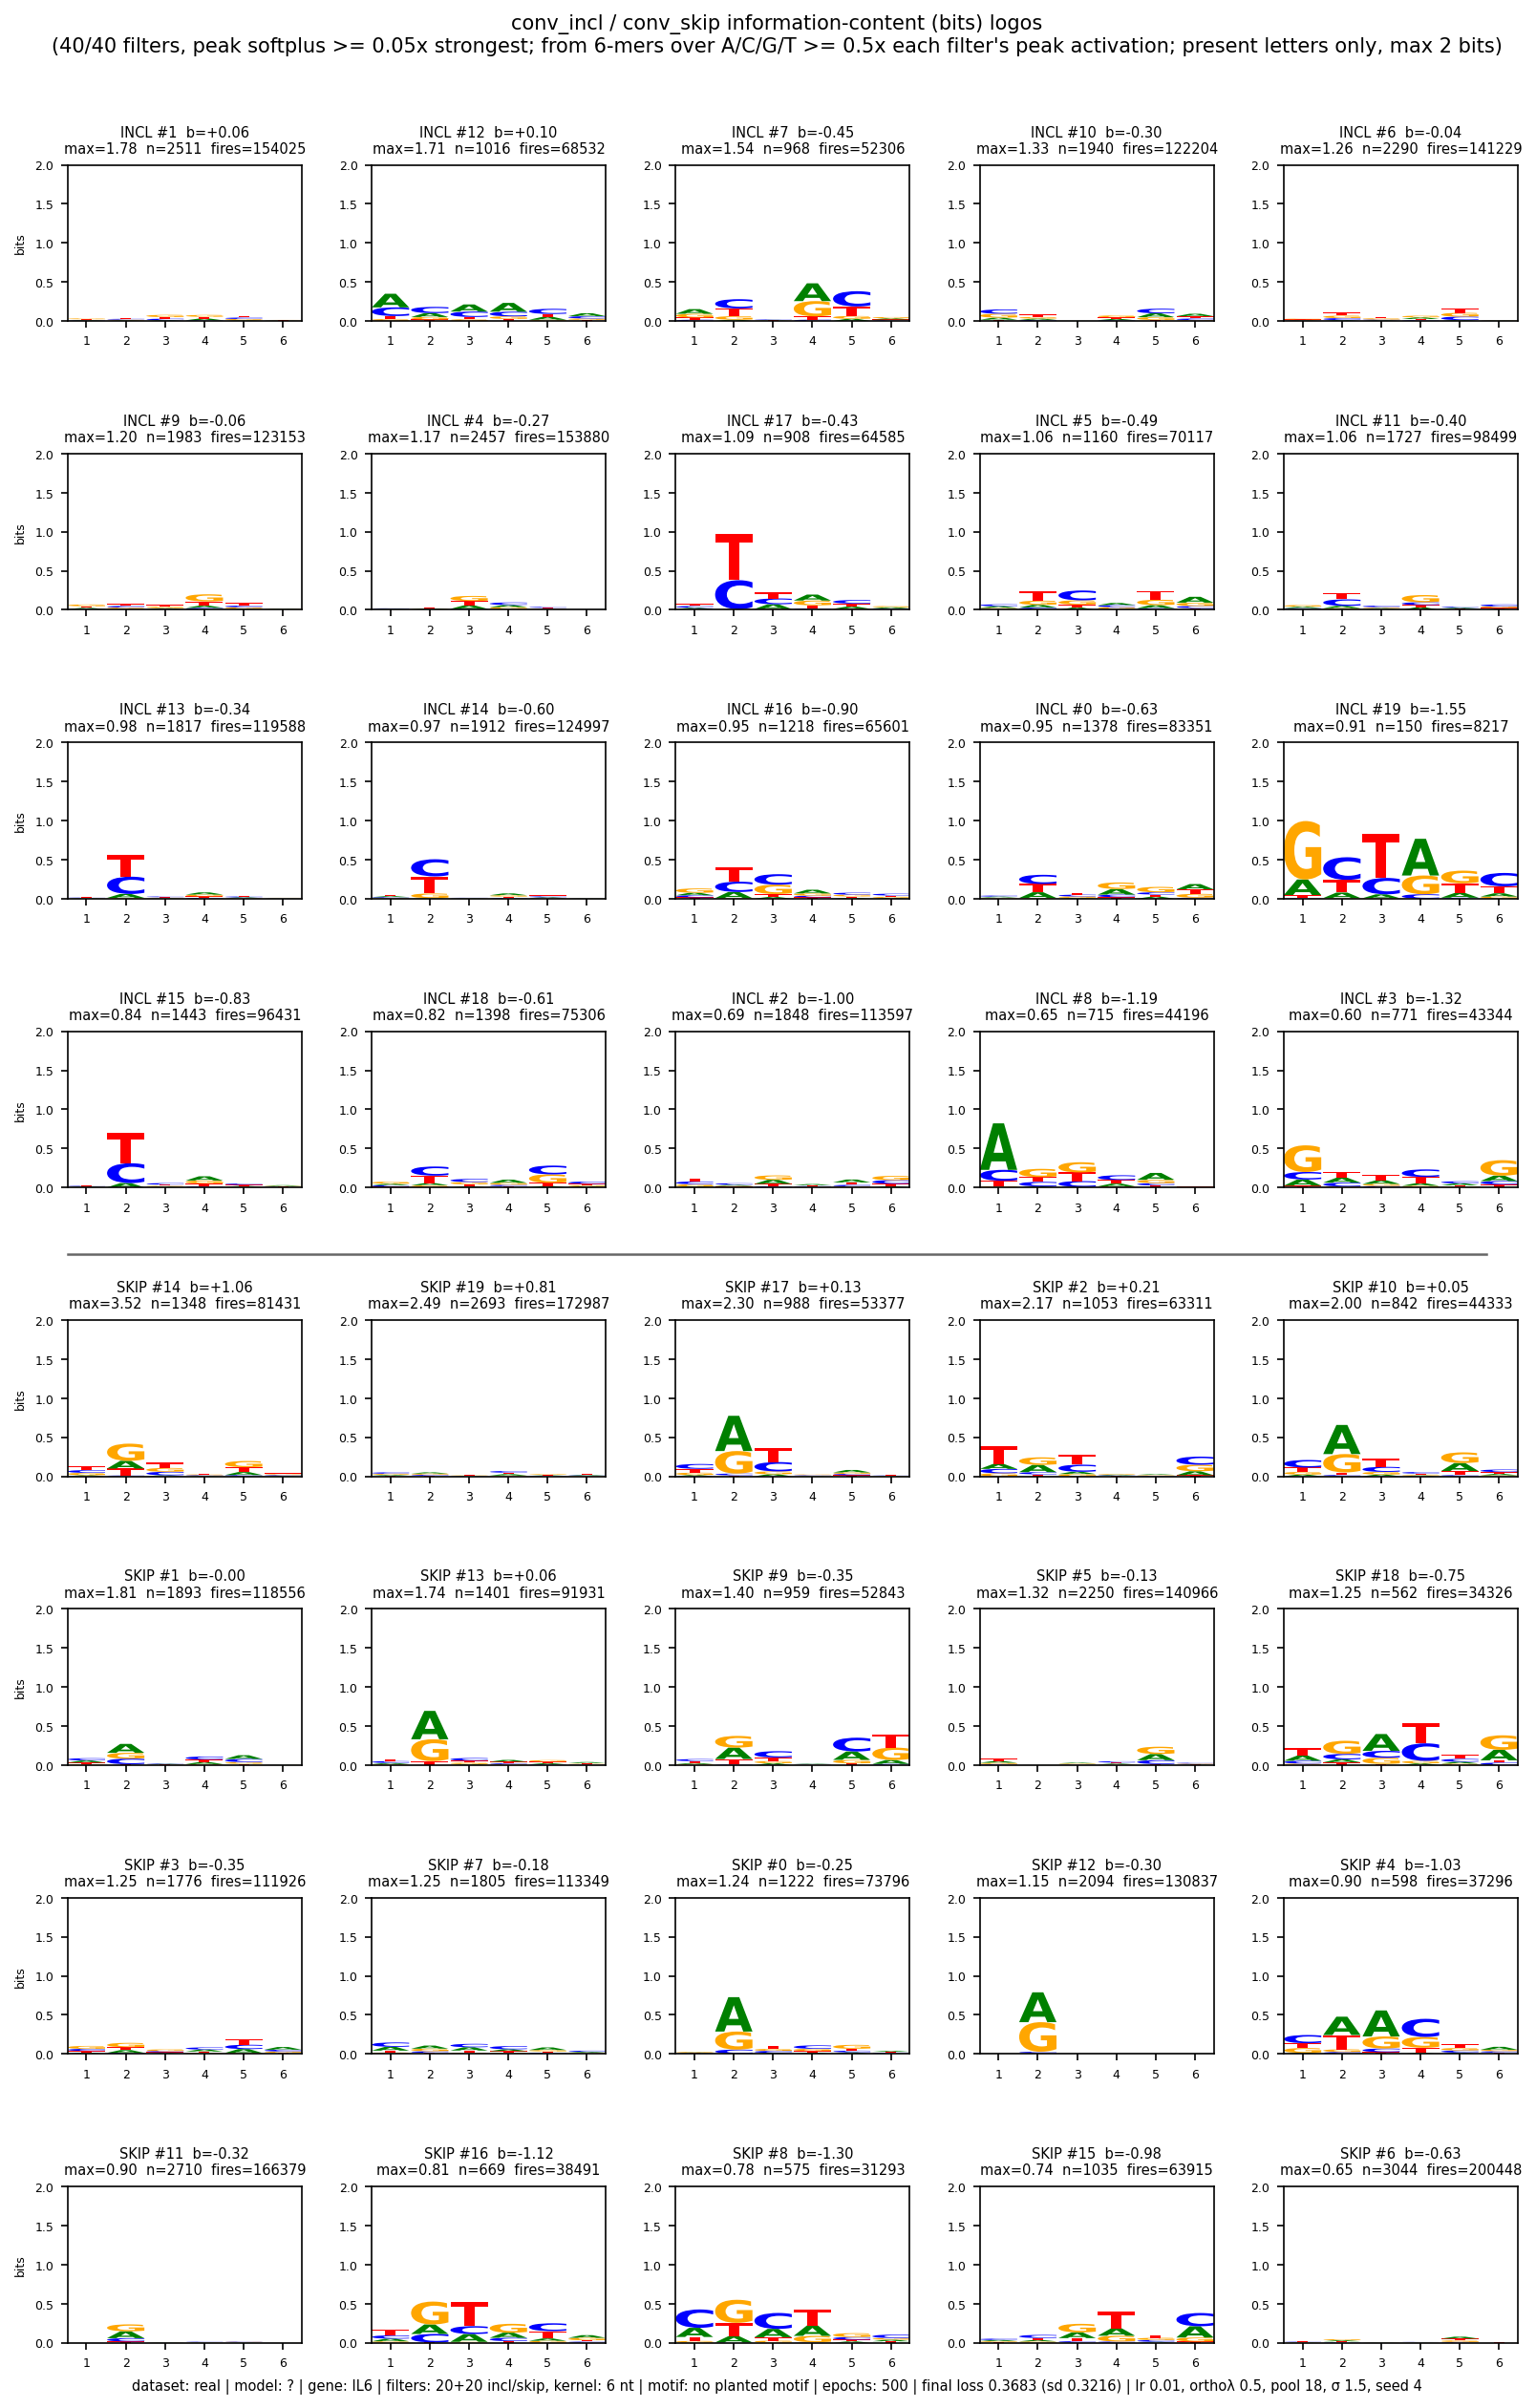 conv_incl / conv_skip information-content (bits) logos
(40/40 filters, peak softplus >= 0.05x strongest; from 6-mers over A/C/G/T >= 0.5x each filter's peak activation; present letters only, max 2 bits)
INCL #1 b=+0.06
max=1.78 n=2511 fires=154025
INCL #12 b=+0.10
max=1.71 n=1016 fires=68532
INCL #7 b=-0.45
max=1.54 n=968 fires=52306
INCL #10 b=-0.30
max=1.33 n=1940 fires=122204
INCL #6 b=-0.04
max=1.26 n=2290 fires=141229
INCL #9 b=-0.06
max=1.20 n=1983 fires=123153
INCL #4 b=-0.27
max=1.17 n=2457 fires=153880
INCL #17 b=-0.43
max=1.09 n=908 fires=64585
INCL #5 b=-0.49
max=1.06 n=1160 fires=70117
INCL #11 b=-0.40
max=1.06 n=1727 fires=98499
INCL #13 b=-0.34
max=0.98 n=1817 fires=119588
INCL #14 b=-0.60
max=0.97 n=1912 fires=124997
INCL #16 b=-0.90
max=0.95 n=1218 fires=65601
INCL #0 b=-0.63
max=0.95 n=1378 fires=83351
INCL #19 b=-1.55
max=0.91 n=150 fires=8217
INCL #15 b=-0.83
max=0.84 n=1443 fires=96431
INCL #18 b=-0.61
max=0.82 n=1398 fires=75306
INCL #2 b=-1.00
max=0.69 n=1848 fires=113597
INCL #8 b=-1.19
max=0.65 n=715 fires=44196
INCL #3 b=-1.32
max=0.60 n=771 fires=43344
SKIP #14 b=+1.06
max=3.52 n=1348 fires=81431
SKIP #19 b=+0.81
max=2.49 n=2693 fires=172987
SKIP #17 b=+0.13
max=2.30 n=988 fires=53377
SKIP #2 b=+0.21
max=2.17 n=1053 fires=63311
SKIP #10 b=+0.05
max=2.00 n=842 fires=44333
SKIP #1 b=-0.00
max=1.81 n=1893 fires=118556
SKIP #13 b=+0.06
max=1.74 n=1401 fires=91931
SKIP #9 b=-0.35
max=1.40 n=959 fires=52843
SKIP #5 b=-0.13
max=1.32 n=2250 fires=140966
SKIP #18 b=-0.75
max=1.25 n=562 fires=34326
SKIP #3 b=-0.35
max=1.25 n=1776 fires=111926
SKIP #7 b=-0.18
max=1.25 n=1805 fires=113349
SKIP #0 b=-0.25
max=1.24 n=1222 fires=73796
SKIP #12 b=-0.30
max=1.15 n=2094 fires=130837
SKIP #4 b=-1.03
max=0.90 n=598 fires=37296
SKIP #11 b=-0.32
max=0.90 n=2710 fires=166379
SKIP #16 b=-1.12
max=0.81 n=669 fires=38491
SKIP #8 b=-1.30
max=0.78 n=575 fires=31293
SKIP #15 b=-0.98
max=0.74 n=1035 fires=63915
SKIP #6 b=-0.63
max=0.65 n=3044 fires=200448
dataset: real | model: ? | gene: IL6 | filters: 20+20 incl/skip, kernel: 6 nt | motif: no planted motif | epochs: 500 | final loss 0.3683 (sd 0.3216) | lr 0.01, orthoλ 0.5, pool 18, σ 1.5, seed 4